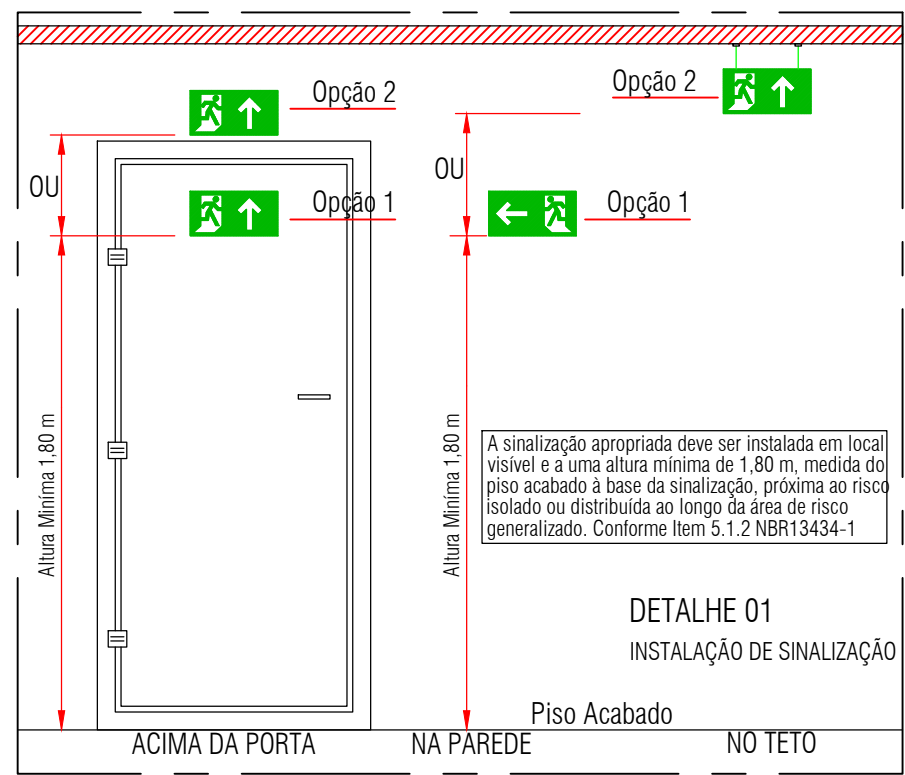 Opção 2
Opção 2
OU
OU
Opção 1
Opção 1
Altura Miníma 1,80 m
Altura Miníma 1,80 m
A sinalização apropriada deve ser instalada em local
visível e a uma altura mínima de 1,80 m, medida do
piso acabado à base da sinalização, próxima ao risco
isolado ou distribuída ao longo da área de risco
generalizado. Conforme Item 5.1.2 NBR13434-1
DETALHE 01
INSTALAÇÃO DE SINALIZAÇÃO
Piso Acabado
ACIMA DA PORTA
NA PAREDE
NO TETO